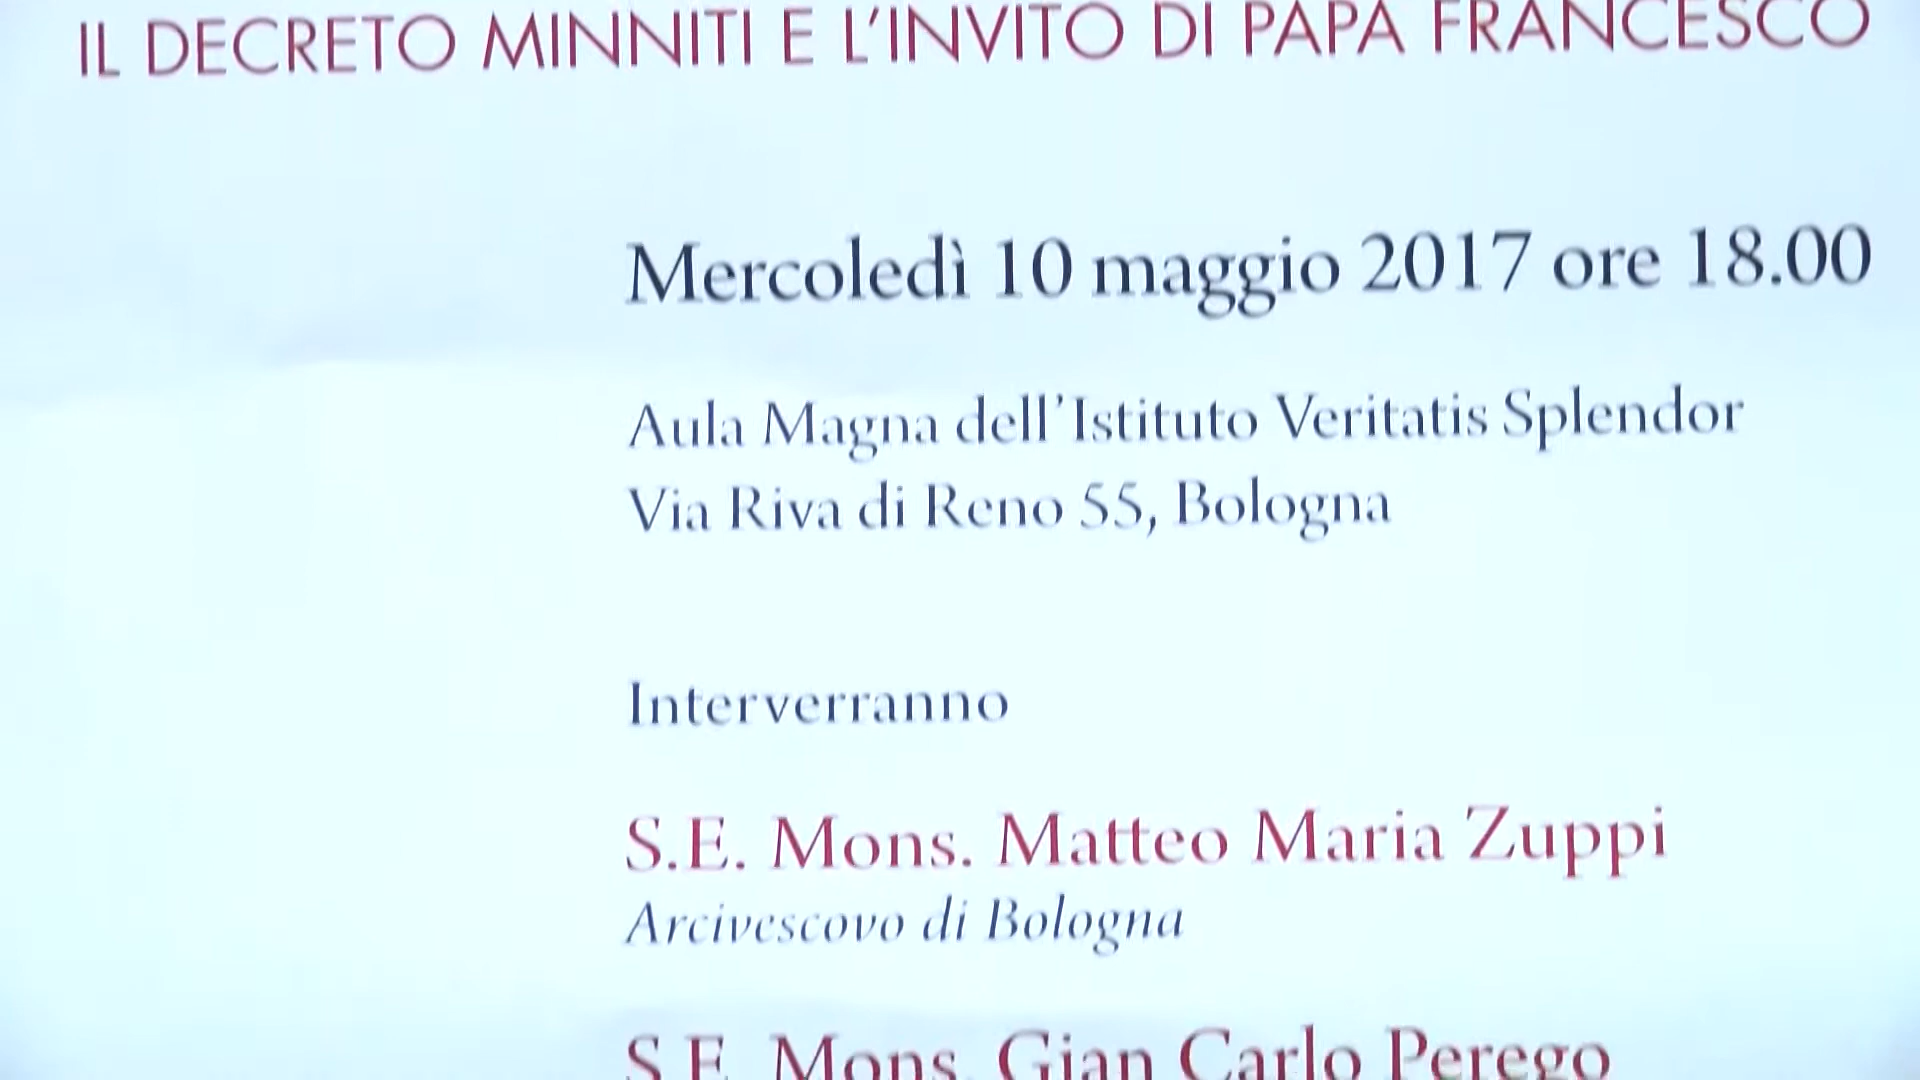 IL DECRETO MINNITI E L'INVITO DI PAPA FRANCESCO
Mercoledì 10 maggio 2017 ore 18.00
Aula Magna dell'Istituto Veritatis Splendor
Via Riva di Reno 55, Bologna
Interverranno
S.E. Mons. Matteo Maria Zuppi
Arcivescovo di Bologna
S.E. Mons. Gian Carlo Perego